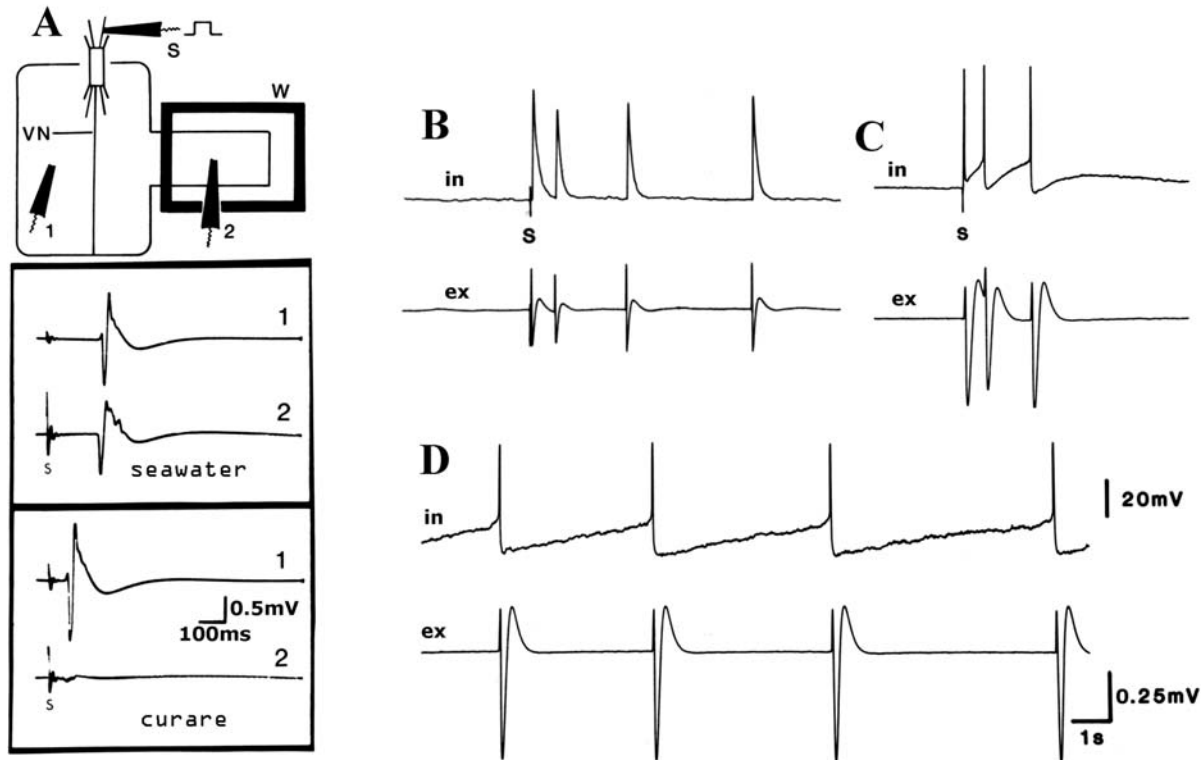 A
S
W
VN
1
2
1
2
S
seawater
1
0.5mV
100ms
2
S
curare
B
in
S
ex
C
in
S
ex
D
in
20mV
ex
0.25mV
1s